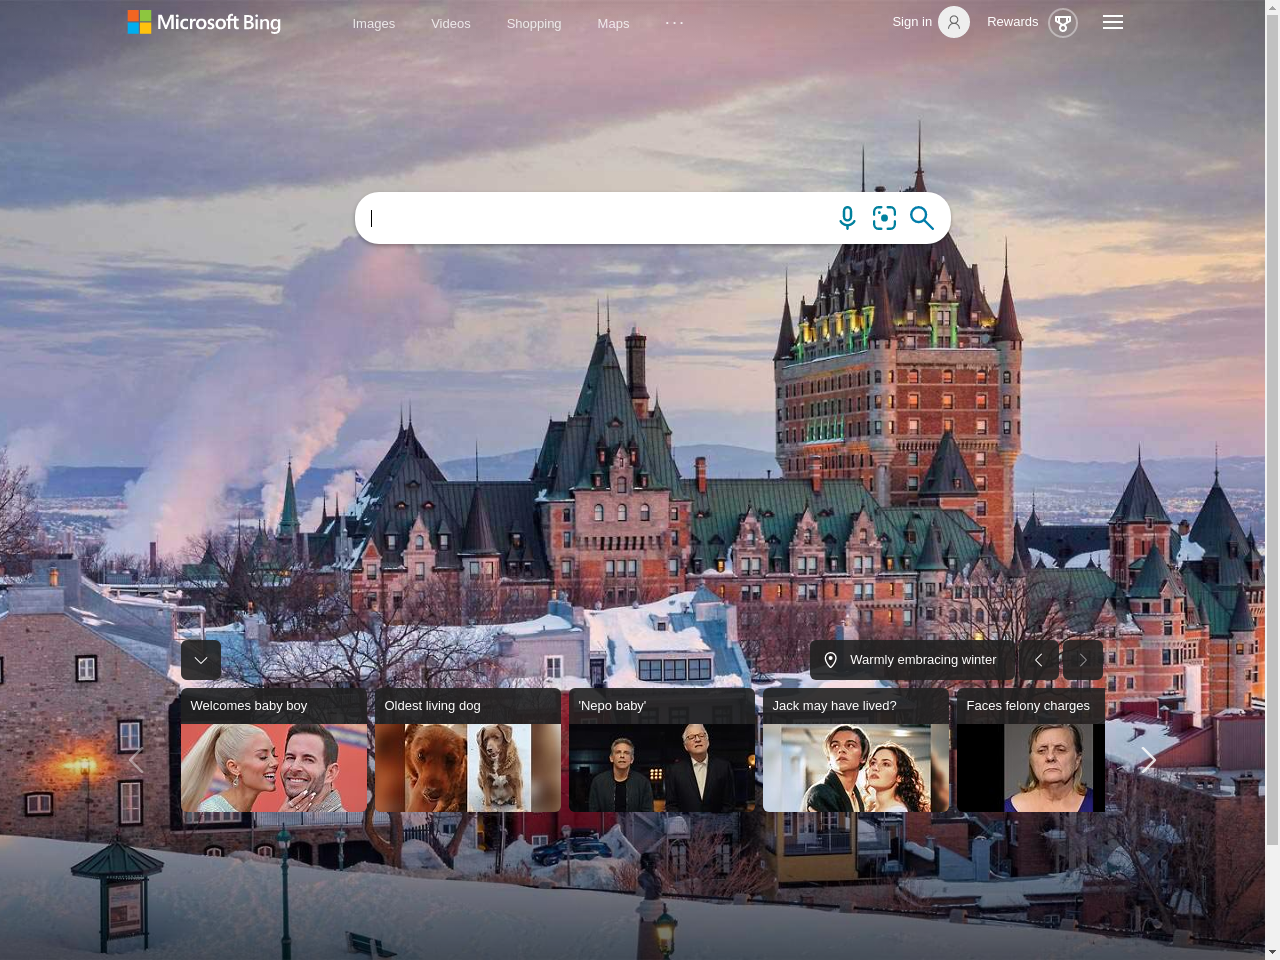 Microsoft Bing
Images
Videos
Shopping
Maps
Sign in
Rewards
Warmly embracing winter
Welcomes baby boy
Oldest living dog
'Nepo baby'
Jack may have lived?
Faces felony charges